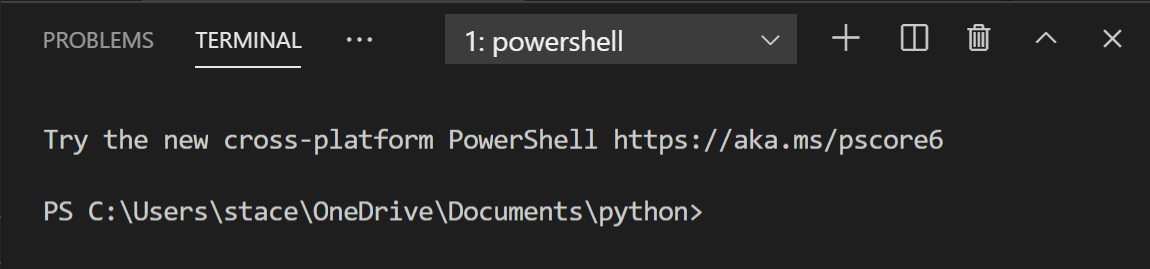 PROBLEMS TERMINAL ... 1: powershell
Try the new cross-platform PowerShell https://aka.ms/pscore6
PS C:\Users\stace\OneDrive\Documents\python>